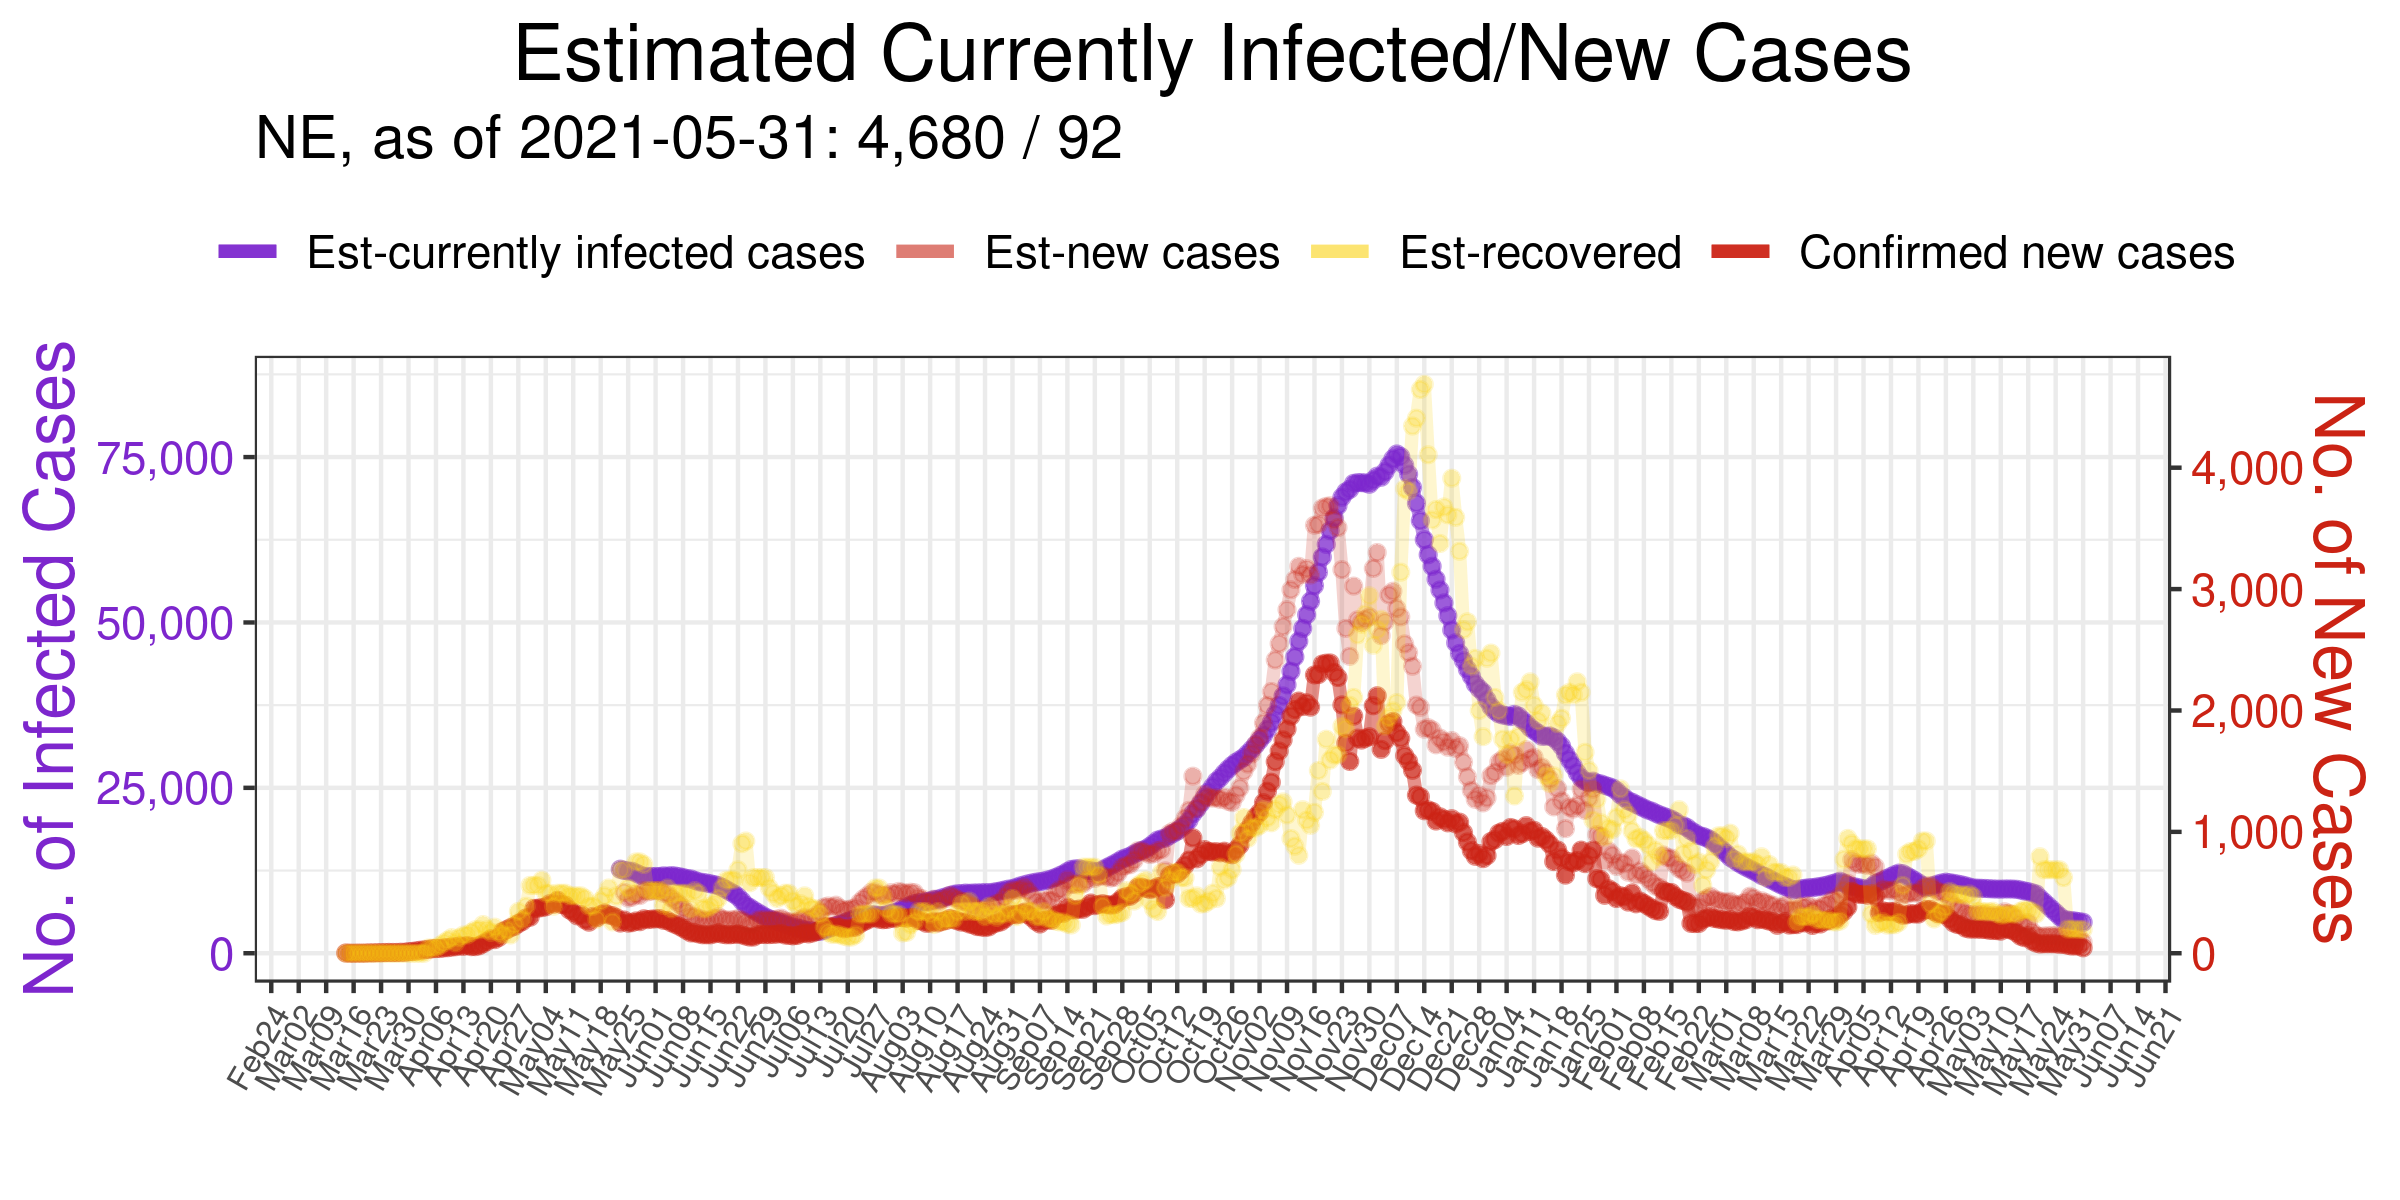 Estimated Currently Infected/New Cases
NE, as of 2021-05-31: 4,680 / 92
Est-currently infected cases
Est-new cases
Est-recovered
Confirmed new cases
No. of Infected Cases
75,000
50,000
25,000
0
4,000
3,000
2,000
1,000
0
No. of New Cases
Feb24
Mar02
Mar09
Mar16
Mar23
Mar30
Apr06
Apr13
Apr20
Apr27
May04
May11
May18
May25
Jun01
Jun08
Jun15
Jun22
Jun29
Jul06
Jul13
Jul20
Jul27
Aug03
Aug10
Aug17
Aug24
Aug31
Sep07
Sep14
Sep21
Sep28
Oct05
Oct12
Oct19
Oct26
Nov02
Nov09
Nov16
Nov23
Nov30
Dec07
Dec14
Dec21
Dec28
Jan04
Jan11
Jan18
Jan25
Feb01
Feb08
Feb15
Feb22
Mar01
Mar08
Mar15
Mar22
Mar29
Apr05
Apr12
Apr19
Apr26
May03
May10
May17
May24
May31
Jun07
Jun14
Jun21